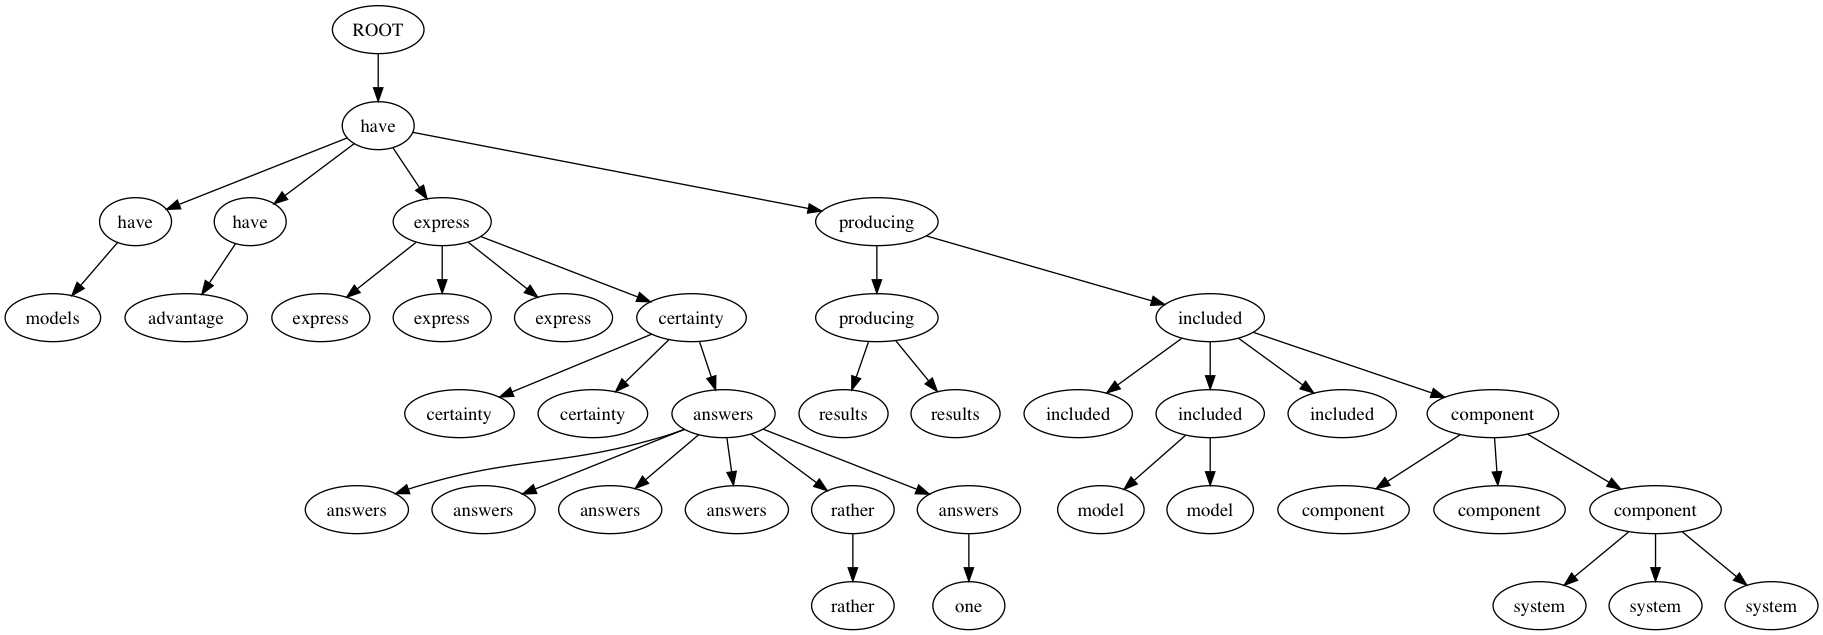 ROOT
have
have have express producing
models advantage express express express certainty producing included
certainty certainty answers results results included included included component
answers answers answers answers rather answers model model component component component
rather one system system system